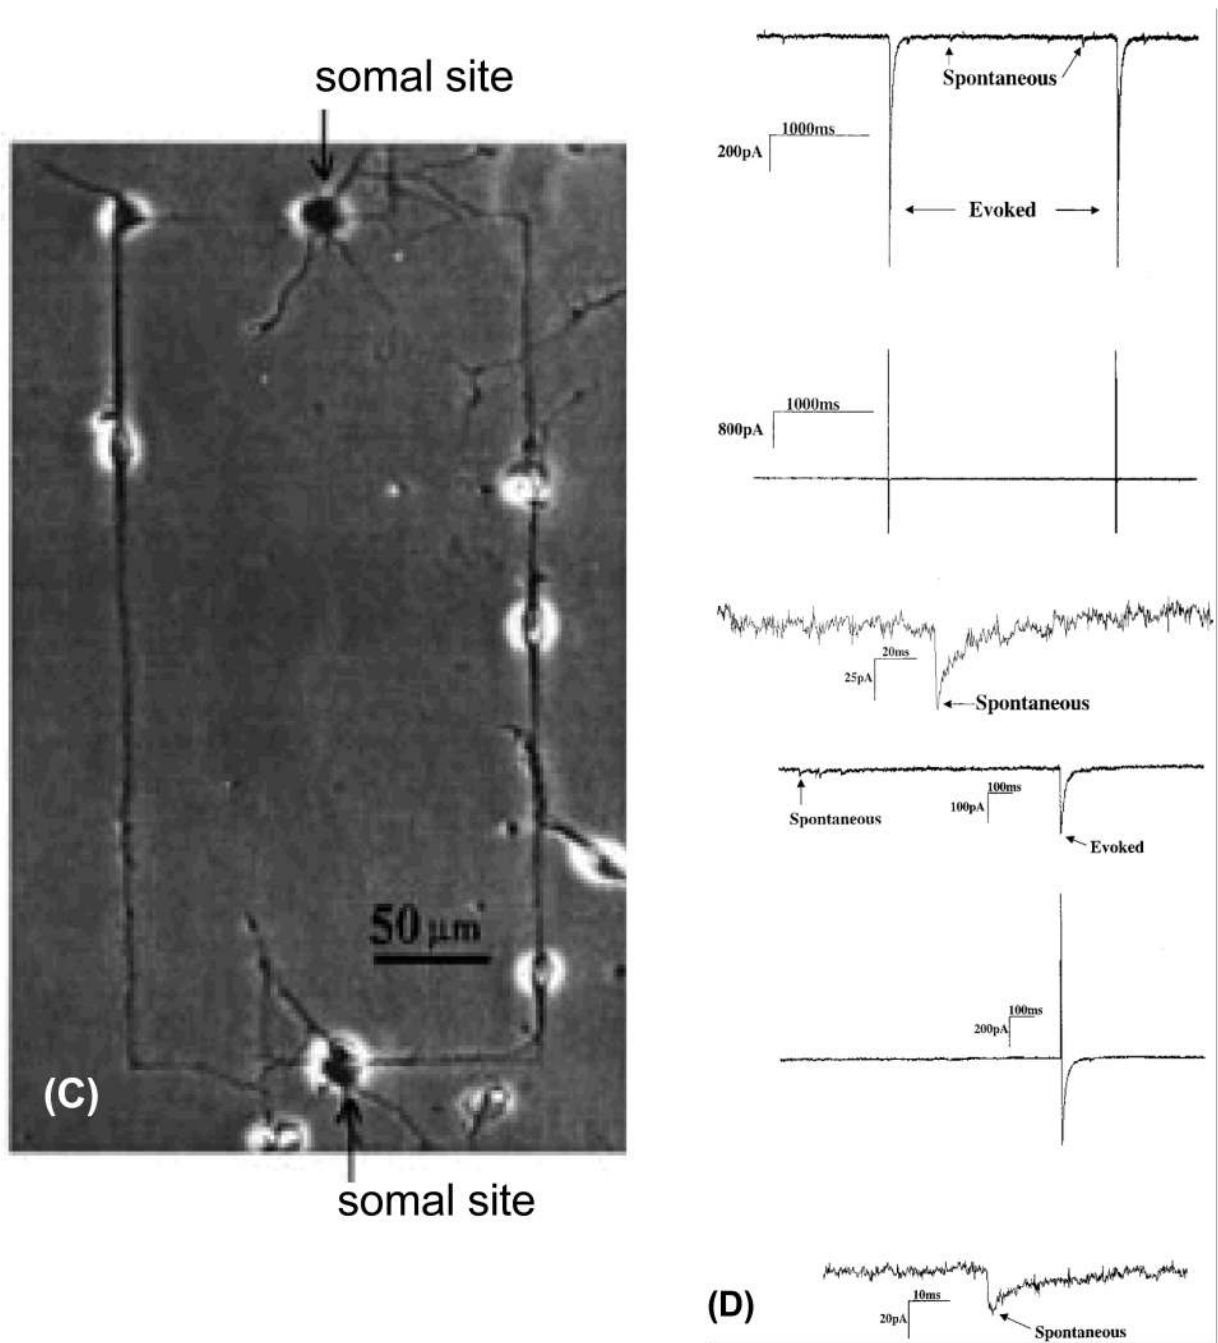 somal site
50 µm
(C)
somal site
Spontaneous
1000ms
200pA
Evoked
1000ms
800pA
20ms
25pA
Spontaneous
100ms
100pA
Spontaneous
Evoked
100ms
200pA
(D)
10ms
20pA
Spontaneous